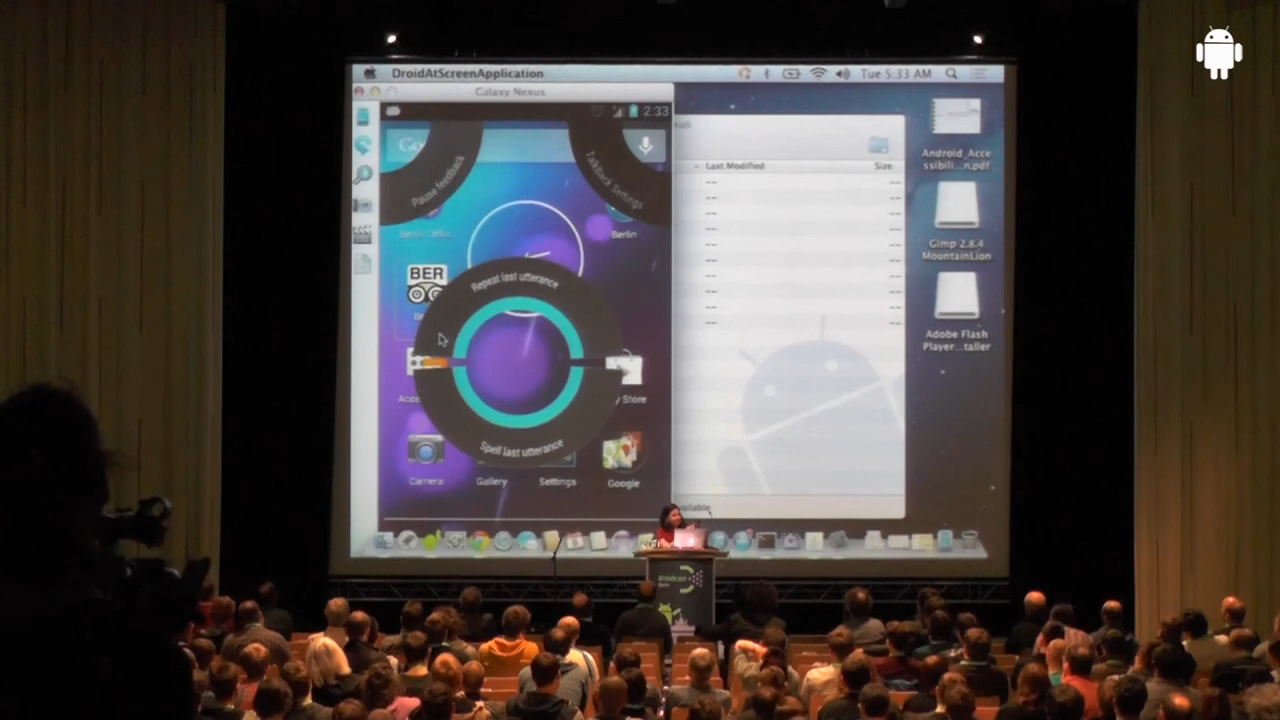 DroidAtScreenApplication
Tue 5:33 AM
Galaxy Nexus
2:33
Pause feedback
TalkBack Settings
Last Modified
Size
Android_Acce
ssibili...n.pdf
Berlin
Gimp 2.8.4
MountainLion
BER
Repeat last utterance
Adobe Flash
Player...taller
Store
Spell last utterance
Camera
Gallery
Settings
Google
droidcon
Berlin